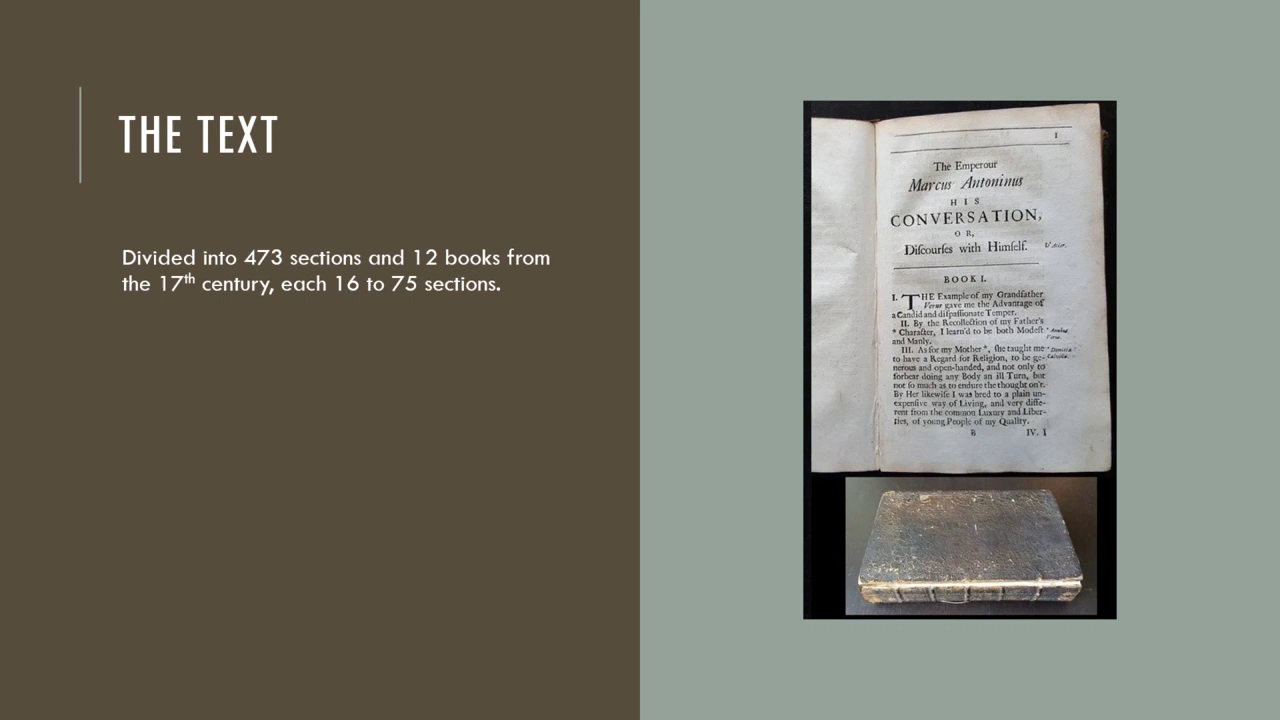 THE TEXT
Divided into 473 sections and 12 books from
the 17th century, each 16 to 75 sections.
I
The Emperour
Marcus Antoninus
HIS
CONVERSATION,
OR,
Diſcourſes with Himſelf.
BOOK I.
I. THE Example of my Grandfather
Verus gave me the Advantage of
a Candid and diſpaſſionate Temper.
II. By the Recollection of my Father's
* Character, I learn'd to be both Modeſt
and Manly.
III. As for my Mother *, ſhe taught me
to have a Regard for Religion, to be ge-
nerous and open-handed, and not only to
forbear doing any Body an ill Turn, but
not ſo much as to endure the thought on't.
By Her likewiſe I was bred to a plain un-
expenſive way of Living, and very diffe-
rent from the common Luxury and Liber-
ties, of young People of my Quality.
B IV. I